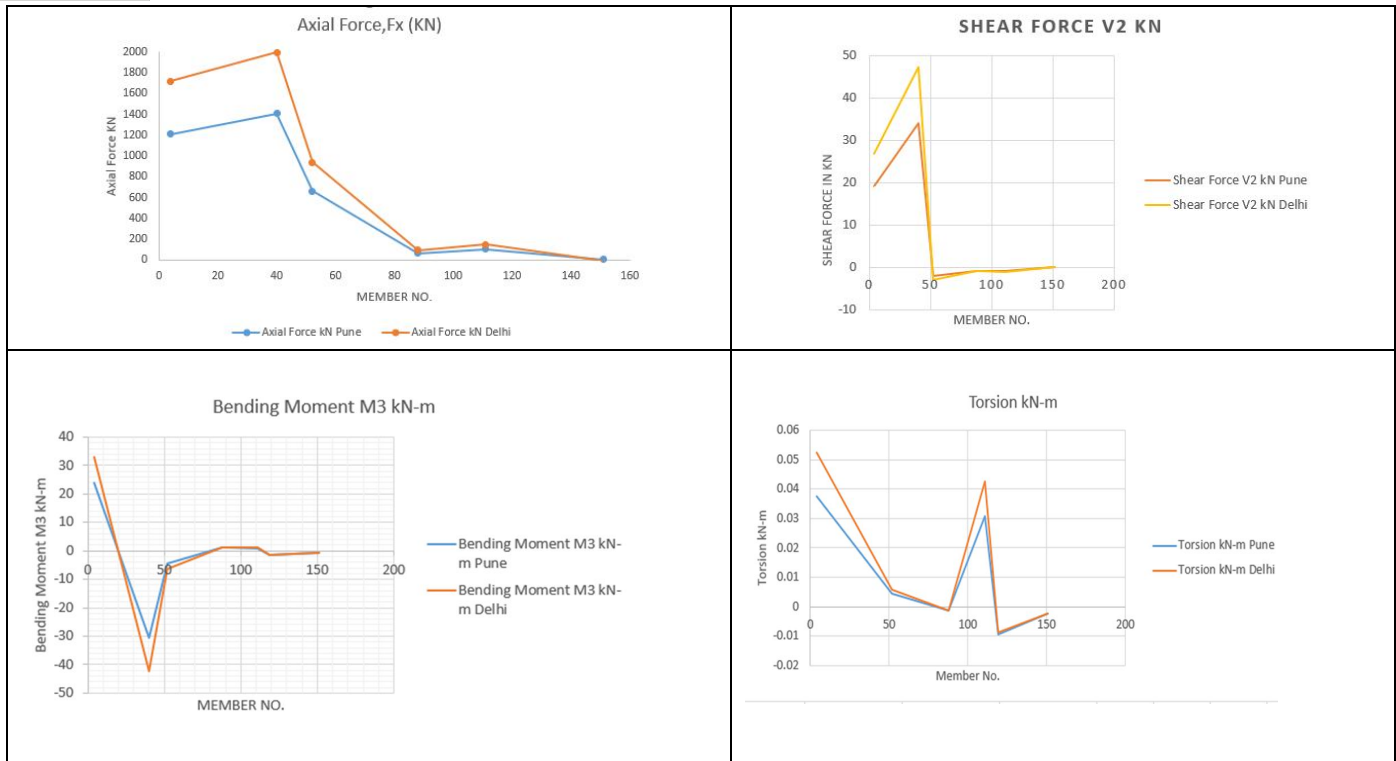 Axial Force,Fx (KN)
2000
1800
1600
1400
1200
1000
800
600
400
200
0
0 20 40 60 80 100 120 140 160
Axial Force KN
MEMBER NO.
Axial Force kN Pune Axial Force kN Delhi
SHEAR FORCE V2 KN
50
40
30
20
10
0
-10
0 50 100 150 200
SHEAR FORCE IN KN
MEMBER NO.
Shear Force V2 kN Pune
Shear Force V2 kN Delhi
Bending Moment M3 kN-m
40
30
20
10
0
-10
-20
-30
-40
-50
0 50 100 150 200
Bending Moment M3 kN-m
MEMBER NO.
Bending Moment M3 kN-
m Pune
Bending Moment M3 kN-
m Delhi
Torsion kN-m
0.06
0.05
0.04
0.03
0.02
0.01
0
-0.01
-0.02
0 50 100 150 200
Torsion kN-m
Member No.
Torsion kN-m Pune
Torsion kN-m Delhi